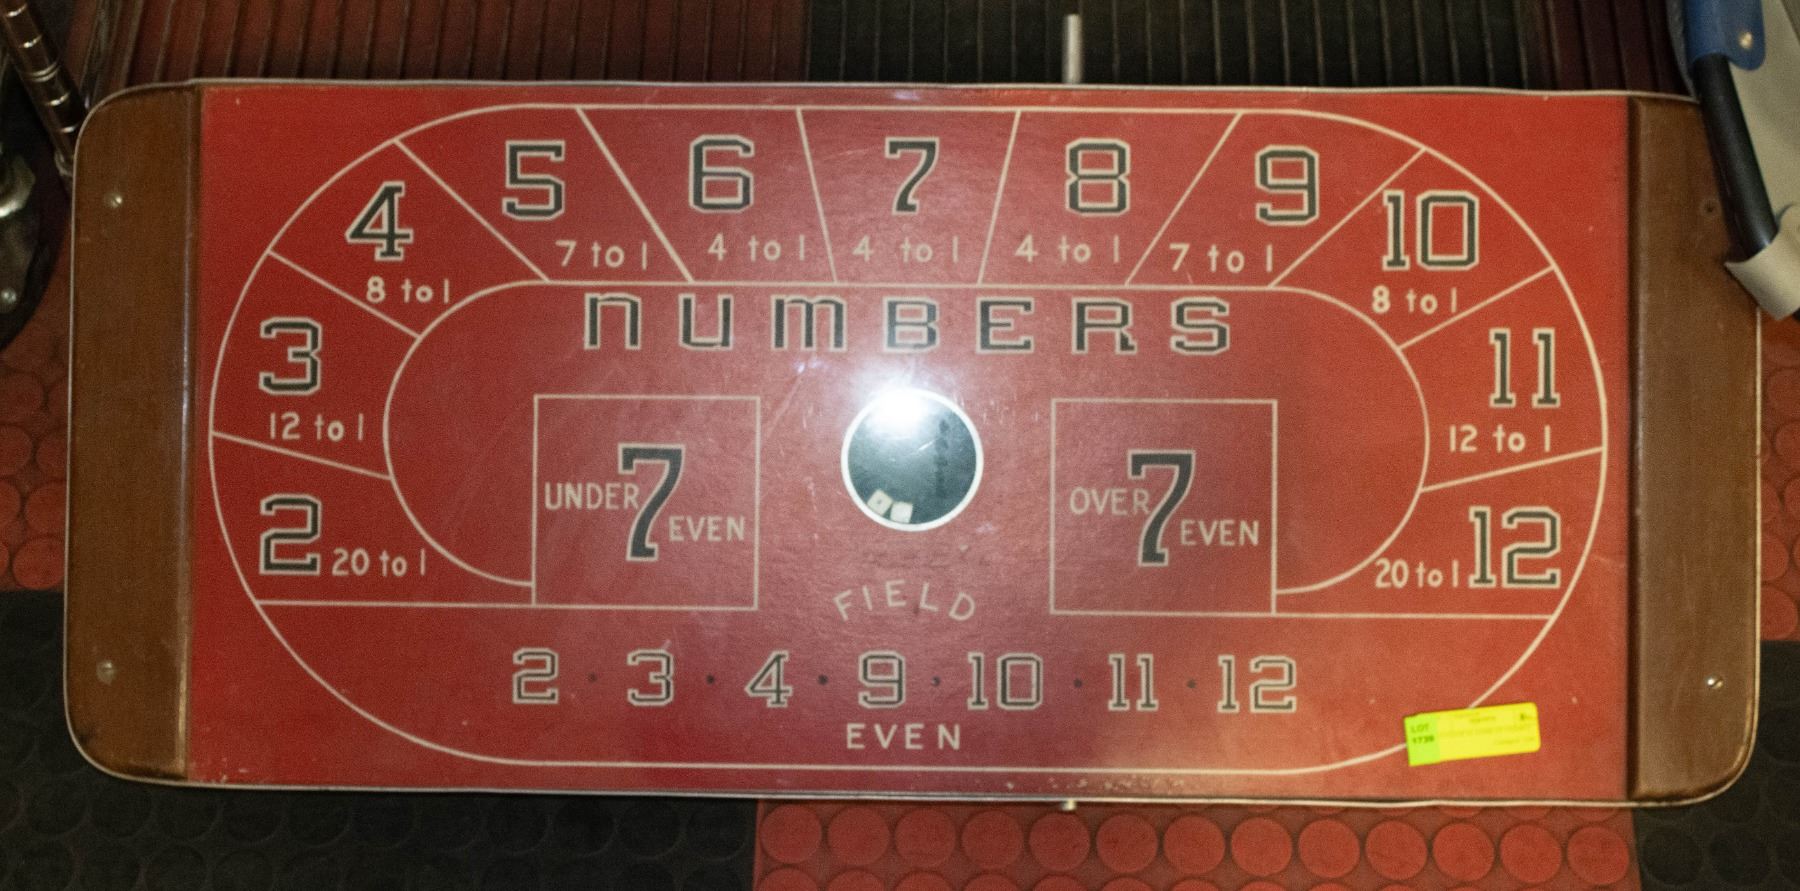 2 20 to 1
3 12 to 1
4 8 to 1
5 7 to 1
6 4 to 1
7 4 to 1
8 4 to 1
9 7 to 1
10 8 to 1
11 12 to 1
12 20 to 1
NUMBERS
UNDER 7 EVEN
OVER 7 EVEN
FIELD
2 · 3 · 4 · 9 · 10 · 11 · 12
EVEN
LOT
1739